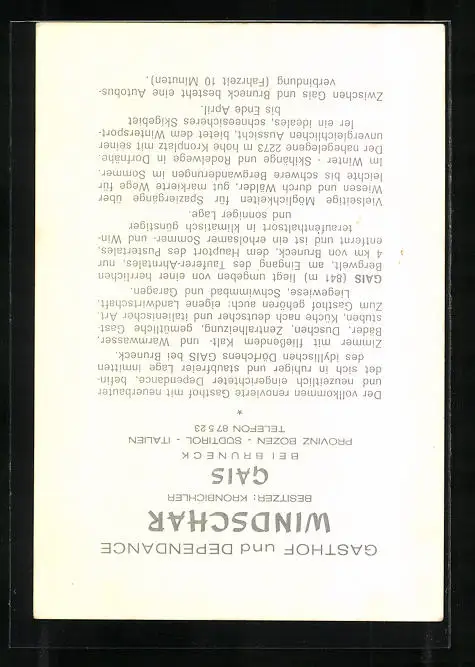 GASTHOF und DEPENDANCE
WINDSCHAR
BESITZER: KRONBICHLER
GAIS
BEI BRUNECK
PROVINZ BOZEN - SÜDTIROL - ITALIEN
TELEFON 87 5 23
*
Der vollkommen renovierte Gasthof mit neuerbauter
und neuzeitlich eingerichteter Dependance, befin-
det sich in ruhiger und staubfreier Lage inmitten
des idyllischen Dörfchens GAIS bei Bruneck.
Zimmer mit fließendem Kalt- und Warmwasser,
Bäder, Duschen, Zentralheizung, gemütliche Gast-
stuben, Küche nach deutscher und italienischer Art.
Zum Gasthof gehören auch: eigene Landwirtschaft,
Liegewiese, Schwimmbad und Garagen.
GAIS (841 m) liegt umgeben von einer herrlichen
Bergwelt, am Eingang des Tauferer-Ahrntales, nur
4 km von Bruneck, dem Hauptort des Pustertales,
entfernt und ist ein erholsamer Sommer- und Win-
teraufenthaltsort in klimatisch günstiger
und sonniger Lage.
Vielseitige Möglichkeiten für Spaziergänge über
Wiesen und durch Wälder, gut markierte Wege für
leichte bis schwere Bergwanderungen im Sommer.
Im Winter - Skihänge und Rodelwege in Dorfnähe.
Der nahegelegene 2273 m hohe Kronplatz mit seiner
unvergleichlichen Aussicht, bietet dem Wintersport-
ler ein ideales, schneesicheres Skigebiet
bis Ende April.
Zwischen Gais und Bruneck besteht eine Autobus-
verbindung (Fahrzeit 10 Minuten).